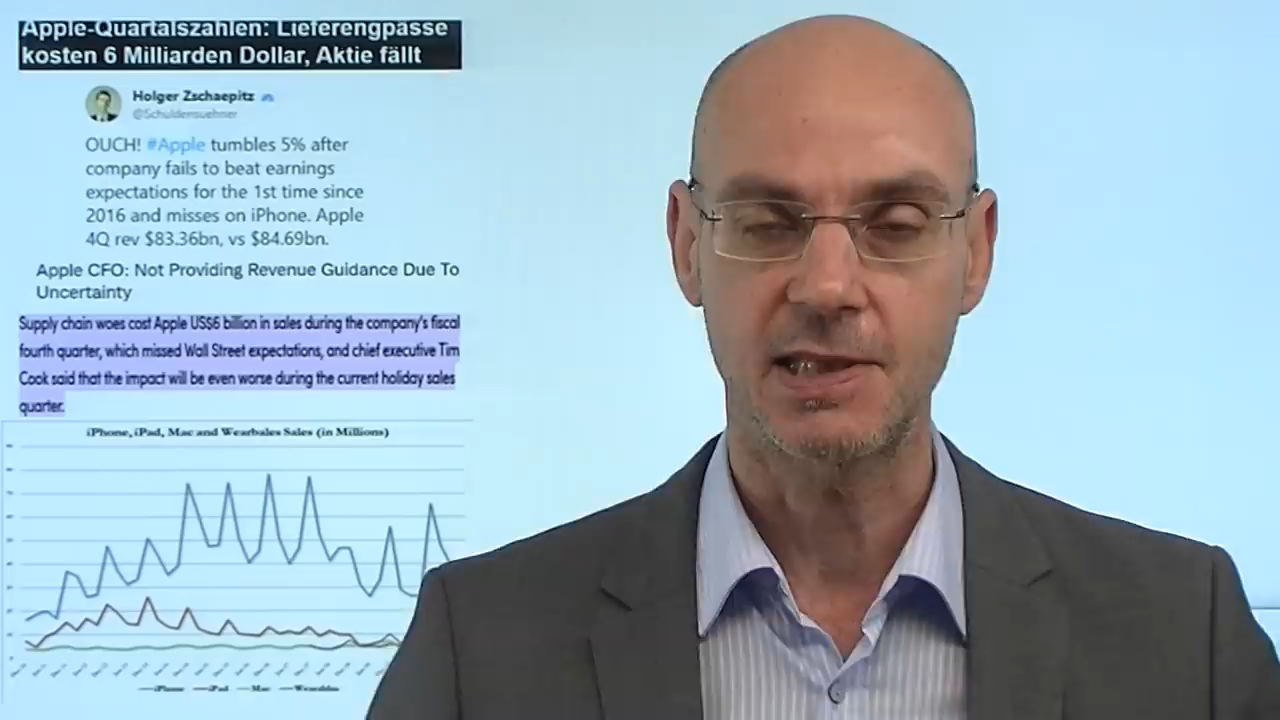 Apple-Quartalszahlen: Lieferengpässe
kosten 6 Milliarden Dollar, Aktie fällt
Holger Zschaepitz
@Schuldensuehner
OUCH! #Apple tumbles 5% after
company fails to beat earnings
expectations for the 1st time since
2016 and misses on iPhone. Apple
4Q rev $83.36bn, vs $84.69bn.
Apple CFO: Not Providing Revenue Guidance Due To
Uncertainty
Supply chain woes cost Apple US$6 billion in sales during the company's fiscal
fourth quarter, which missed Wall Street expectations, and chief executive Tim
Cook said that the impact will be even worse during the current holiday sales
quarter.
iPhone, iPad, Mac and Wearbales Sales (in Millions)
iPhone iPad Mac Wearables